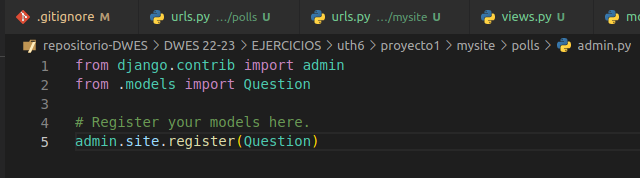 .gitignore M urls.py .../polls U urls.py .../mysite U views.py U
repositorio-DWES > DWES 22-23 > EJERCICIOS > uth6 > proyecto1 > mysite > polls > admin.py
1 from django.contrib import admin
2 from .models import Question
3
4 # Register your models here.
5 admin.site.register(Question)